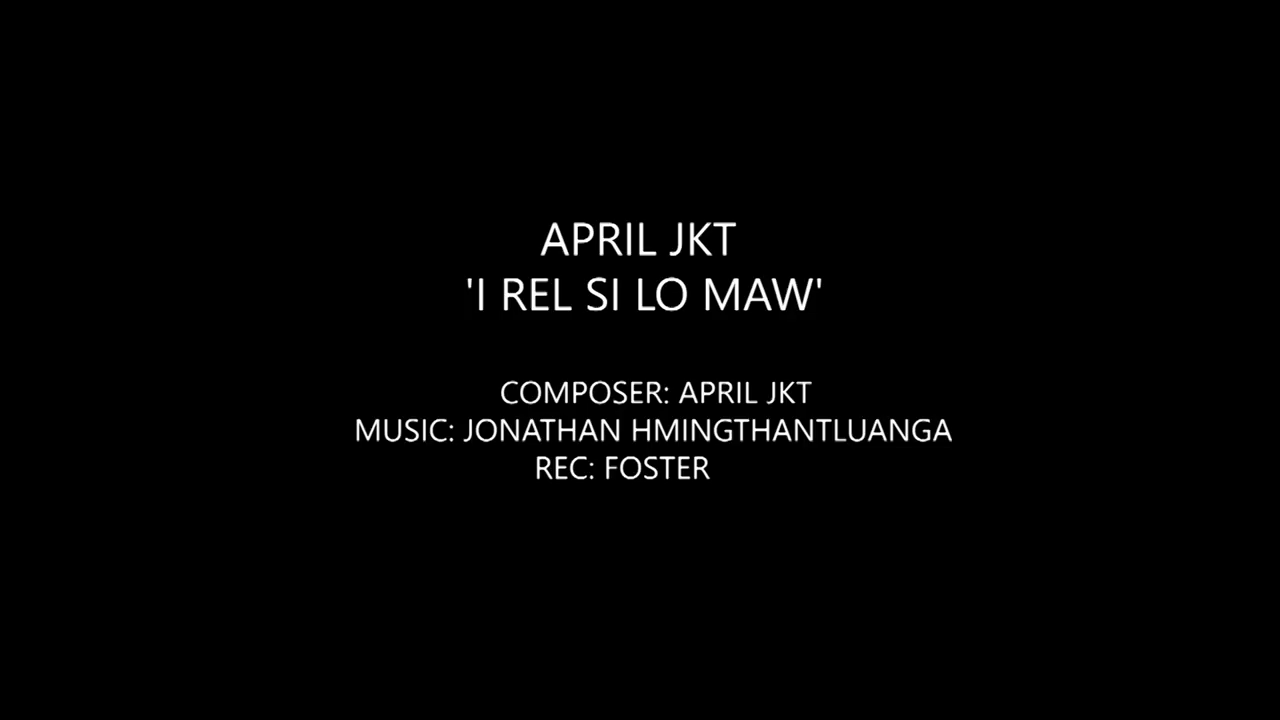 APRIL JKT
'I REL SI LO MAW'
COMPOSER: APRIL JKT
MUSIC: JONATHAN HMINGTHANTLUANGA
REC: FOSTER